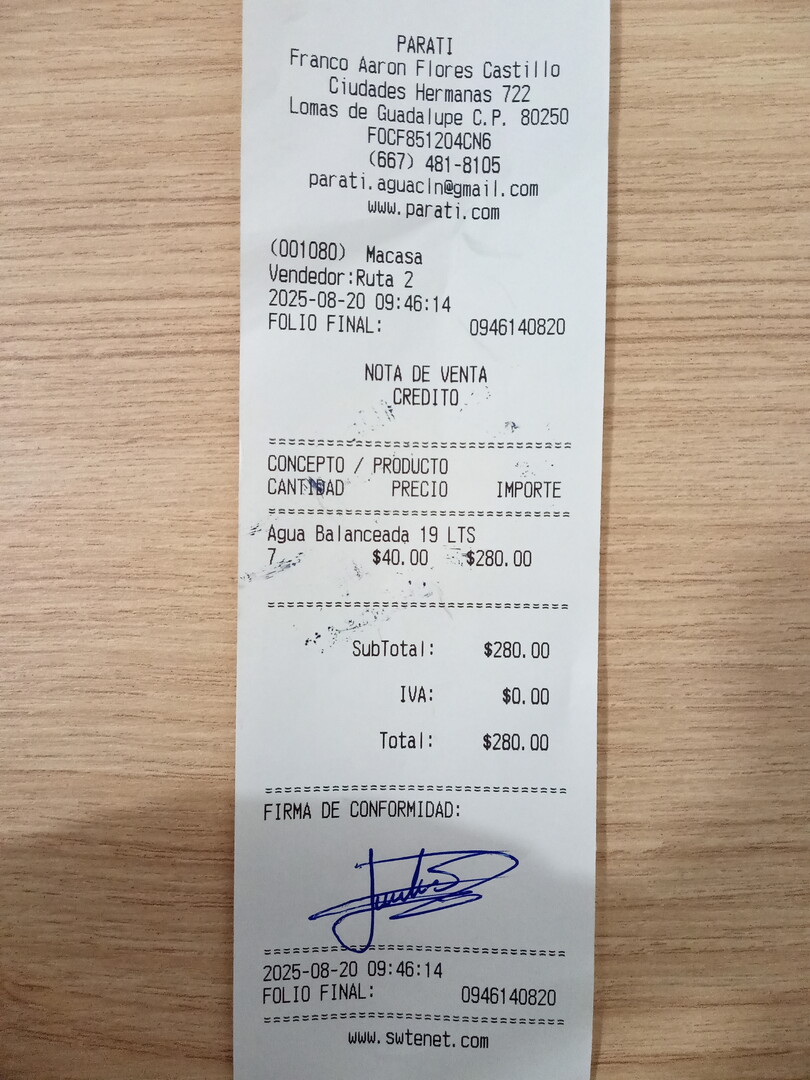 PARATI
Franco Aaron Flores Castillo
Ciudades Hermanas 722
Lomas de Guadalupe C.P. 80250
FOCF851204CN6
(667) 481-8105
parati.aguacln@gmail.com
www.parati.com
(001080) Macasa
Vendedor:Ruta 2
2025-08-20 09:46:14
FOLIO FINAL: 0946140820
NOTA DE VENTA
CREDITO
CONCEPTO / PRODUCTO
CANTIDAD PRECIO IMPORTE
Agua Balanceada 19 LTS
7 $40.00 $280.00
SubTotal: $280.00
IVA: $0.00
Total: $280.00
FIRMA DE CONFORMIDAD:
2025-08-20 09:46:14
FOLIO FINAL: 0946140820
www.swtenet.com